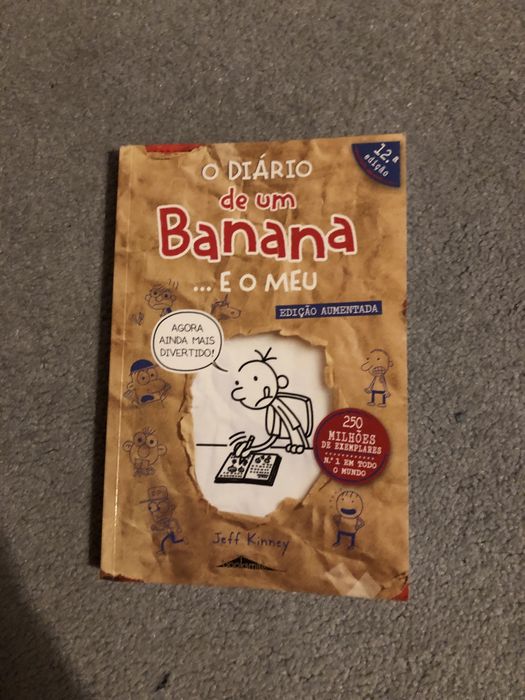 12.ª
edição
O DIÁRIO
de um
Banana
... E O MEU
EDIÇÃO AUMENTADA
AGORA
AINDA MAIS
DIVERTIDO!
250
MILHÕES
DE EXEMPLARES
N.º 1 EM TODO
O MUNDO
Jeff Kinney